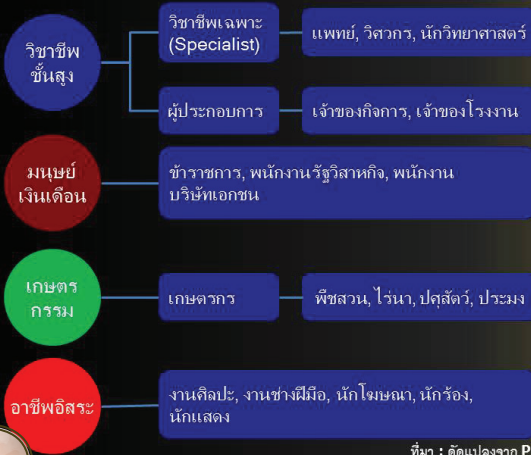 วิชาชีพ
ชั้นสูง
วิชาชีพเฉพาะ
(Specialist)
แพทย์, วิศวกร, นักวิทยาศาสตร์
ผู้ประกอบการ
เจ้าของกิจการ, เจ้าของโรงงาน
มนุษย์
เงินเดือน
ข้าราชการ, พนักงานรัฐวิสาหกิจ, พนักงาน
บริษัทเอกชน
เกษตร
กรรม
เกษตรกร
พืชสวน, ไร่นา, ปศุสัตว์, ประมง
อาชีพอิสระ
งานศิลปะ, งานช่างฝีมือ, นักโฆษณา, นักร้อง,
นักแสดง
ที่มา : ดัดแปลงจาก P